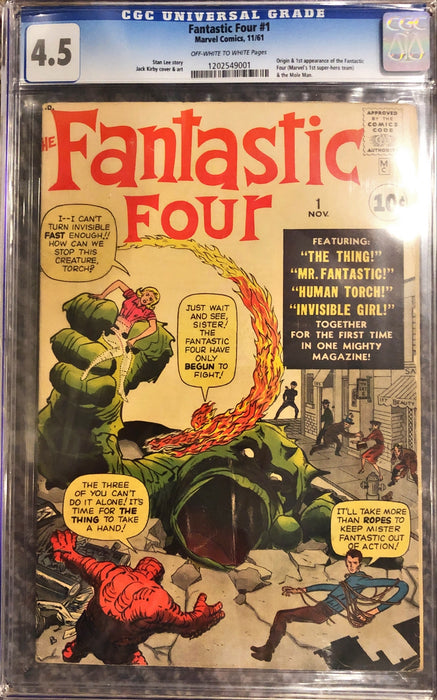 CGC UNIVERSAL GRADE
4.5
Fantastic Four #1
Marvel Comics, 11/61
OFF-WHITE TO WHITE Pages
Stan Lee story
Jack Kirby cover & art
1202549001
Origin & 1st appearance of the Fantastic
Four (Marvel's 1st super-hero team)
& the Mole Man.
THE
Fantastic
FOUR
APPROVED
BY THE
COMICS
CODE
AUTHORITY
MC
1
NOV.
10¢
I--I CAN'T
TURN INVISIBLE
FAST ENOUGH!!
HOW CAN WE
STOP THIS
CREATURE,
TORCH?
JUST WAIT
AND SEE,
SISTER! THE
FANTASTIC
FOUR HAVE
ONLY
BEGUN TO
FIGHT!
FEATURING:
"THE THING!"
"MR. FANTASTIC!"
"HUMAN TORCH!"
"INVISIBLE GIRL!"
TOGETHER
FOR THE FIRST TIME
IN ONE MIGHTY
MAGAZINE!
BEAUTY
THE THREE
OF YOU CAN'T
DO IT ALONE! IT'S
TIME FOR THE
THING TO TAKE
A HAND!
IT'LL TAKE MORE
THAN ROPES TO
KEEP MISTER
FANTASTIC OUT
OF ACTION!